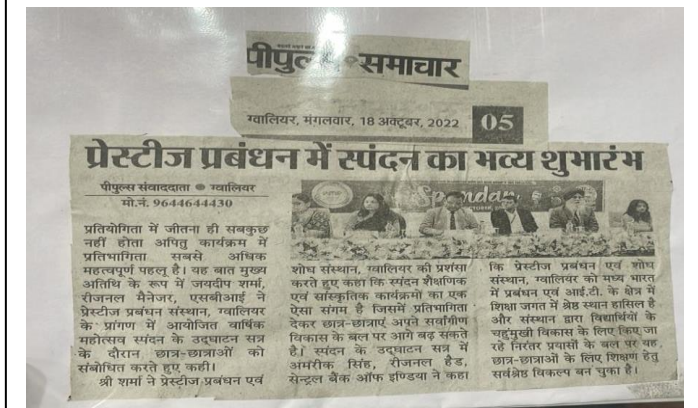 पीपुल्स समाचार
ग्वालियर, मंगलवार, 18 अक्टूबर, 2022 05
प्रेस्टीज प्रबंधन में स्पंदन का भव्य शुभारंभ
पीपुल्स संवाददाता ● ग्वालियर
मो.नं. 9644644430
प्रतियोगिता में जीतना ही सबकुछ
नहीं होता अपितु कार्यक्रम में
प्रतिभागिता सबसे अधिक
महत्वपूर्ण पहलू है। यह बात मुख्य
अतिथि के रूप में जयदीप शर्मा,
रीजनल मैनेजर, एसबीआई ने
प्रेस्टीज प्रबंधन संस्थान, ग्वालियर
के प्रांगण में आयोजित वार्षिक
महोत्सव स्पंदन के उद्घाटन सत्र
के दौरान छात्र-छात्राओं को
संबोधित करते हुए कही।
श्री शर्मा ने प्रेस्टीज प्रबंधन एवं
Spandan
शोध संस्थान, ग्वालियर की प्रशंसा
करते हुए कहा कि स्पंदन शैक्षणिक
एवं सांस्कृतिक कार्यक्रमों का एक
ऐसा संगम है जिसमें प्रतिभागिता
देकर छात्र-छात्राएं अपने सर्वांगीण
विकास के बल पर आगे बढ़ सकते
है। स्पंदन के उद्घाटन सत्र में
अमरीक सिंह, रीजनल हैड,
सेन्ट्रल बैंक ऑफ इण्डिया ने कहा
कि प्रेस्टीज प्रबंधन एवं शोध
संस्थान, ग्वालियर को मध्य भारत
में प्रबंधन एवं आई.टी. के क्षेत्र में
शिक्षा जगत में श्रेष्ठ स्थान हासिल है
और संस्थान द्वारा विद्यार्थियों के
चहुंमुखी विकास के लिए किए जा
रहे निरंतर प्रयासों के बल पर यह
छात्र-छात्राओं के लिए शिक्षण हेतु
सर्वश्रेष्ठ विकल्प बन चुका है।